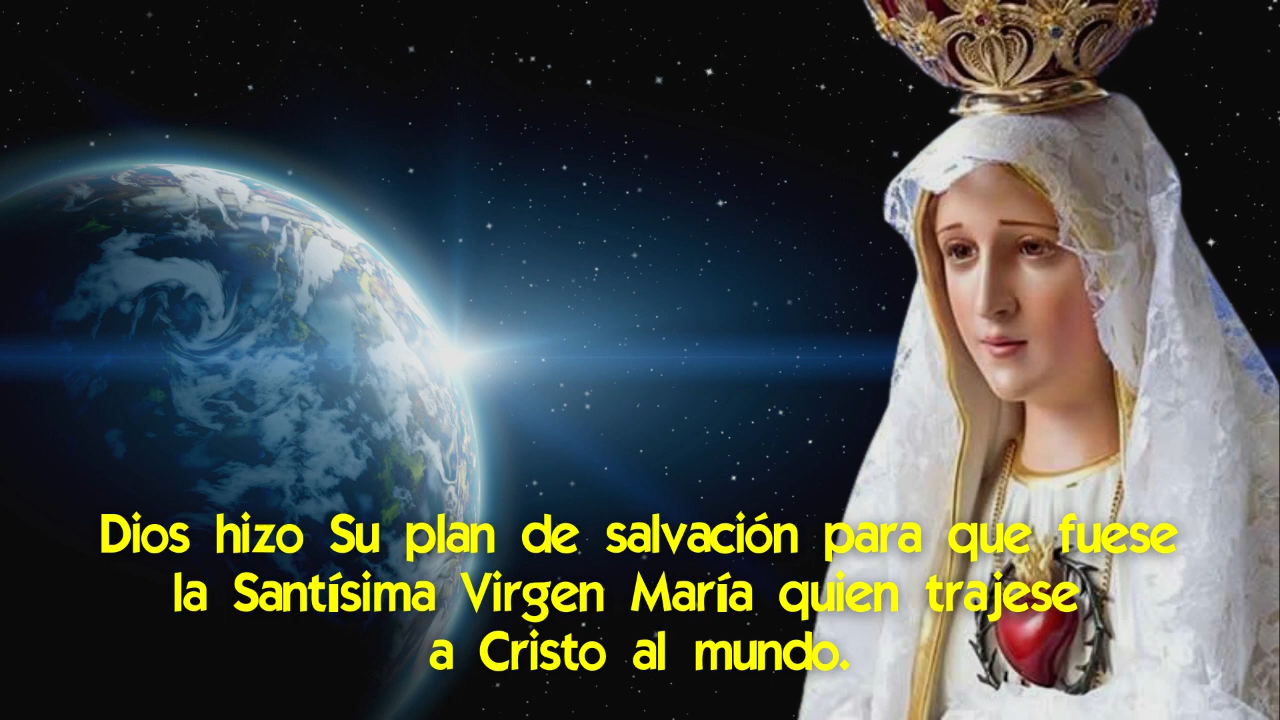 Dios hizo Su plan de salvación para que fuese
la Santísima Virgen María quien trajese
a Cristo al mundo.